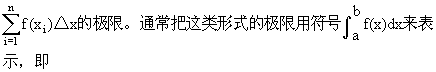 ∑_{i=1}^{n} f(x_i)△x的极限。通常把这类形式的极限用符号∫_a^b f(x)dx来表
示，即